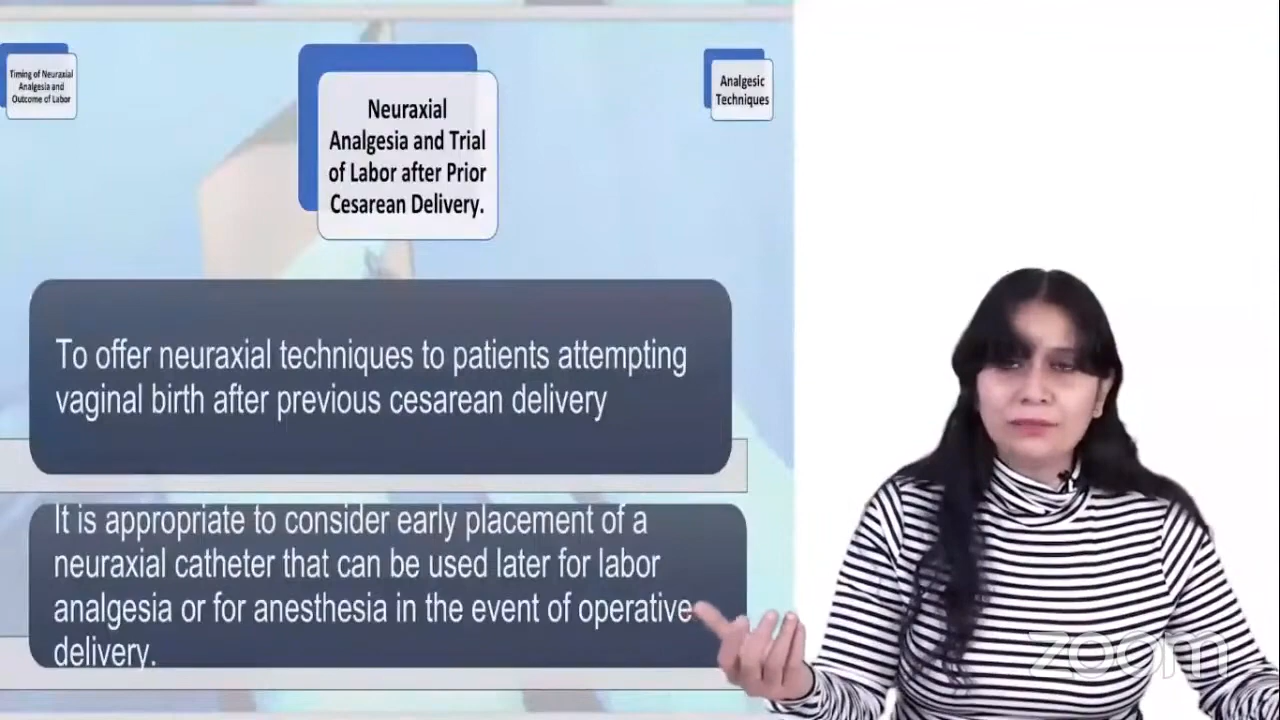 Timing of Neuraxial
Analgesia and
Outcome of Labor
Neuraxial
Analgesia and Trial
of Labor after Prior
Cesarean Delivery.
Analgesic
Techniques
To offer neuraxial techniques to patients attempting
vaginal birth after previous cesarean delivery
It is appropriate to consider early placement of a
neuraxial catheter that can be used later for labor
analgesia or for anesthesia in the event of operative
delivery.
zoom